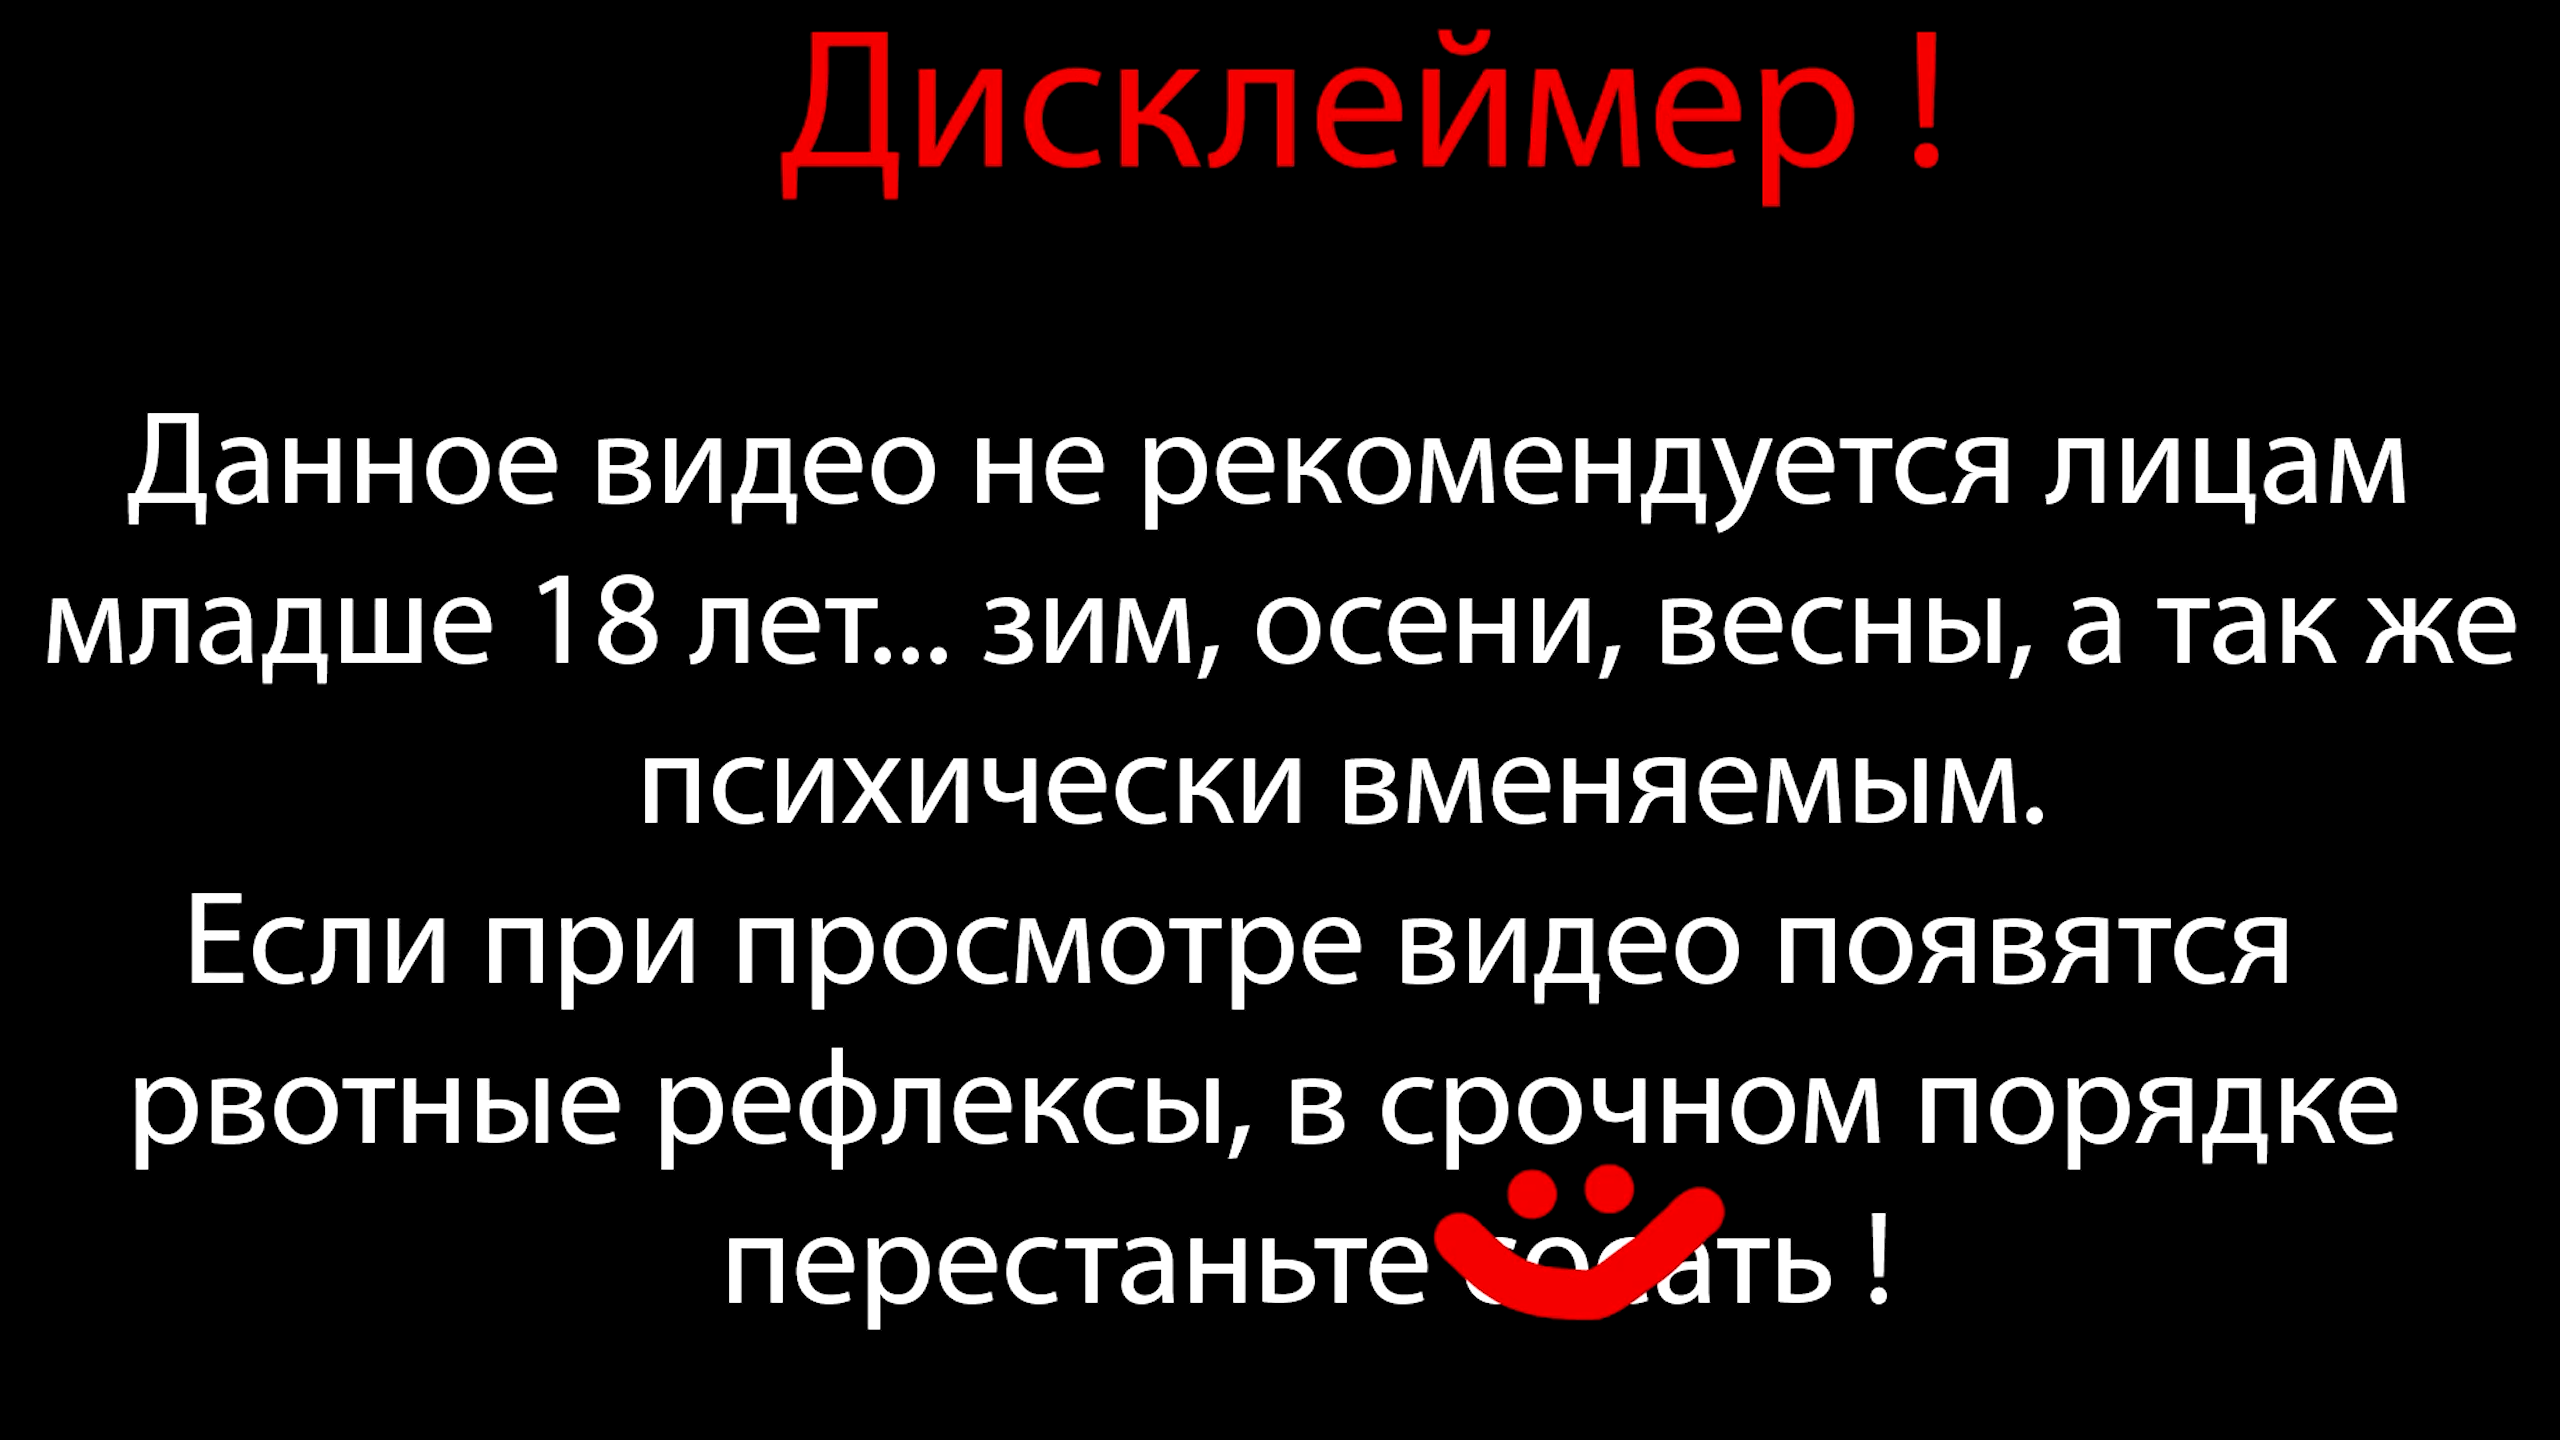 Дисклеймер !
Данное видео не рекомендуется лицам
младше 18 лет... зим, осени, весны, а так же
психически вменяемым.
Если при просмотре видео появятся
рвотные рефлексы, в срочном порядке
перестаньте сосать !